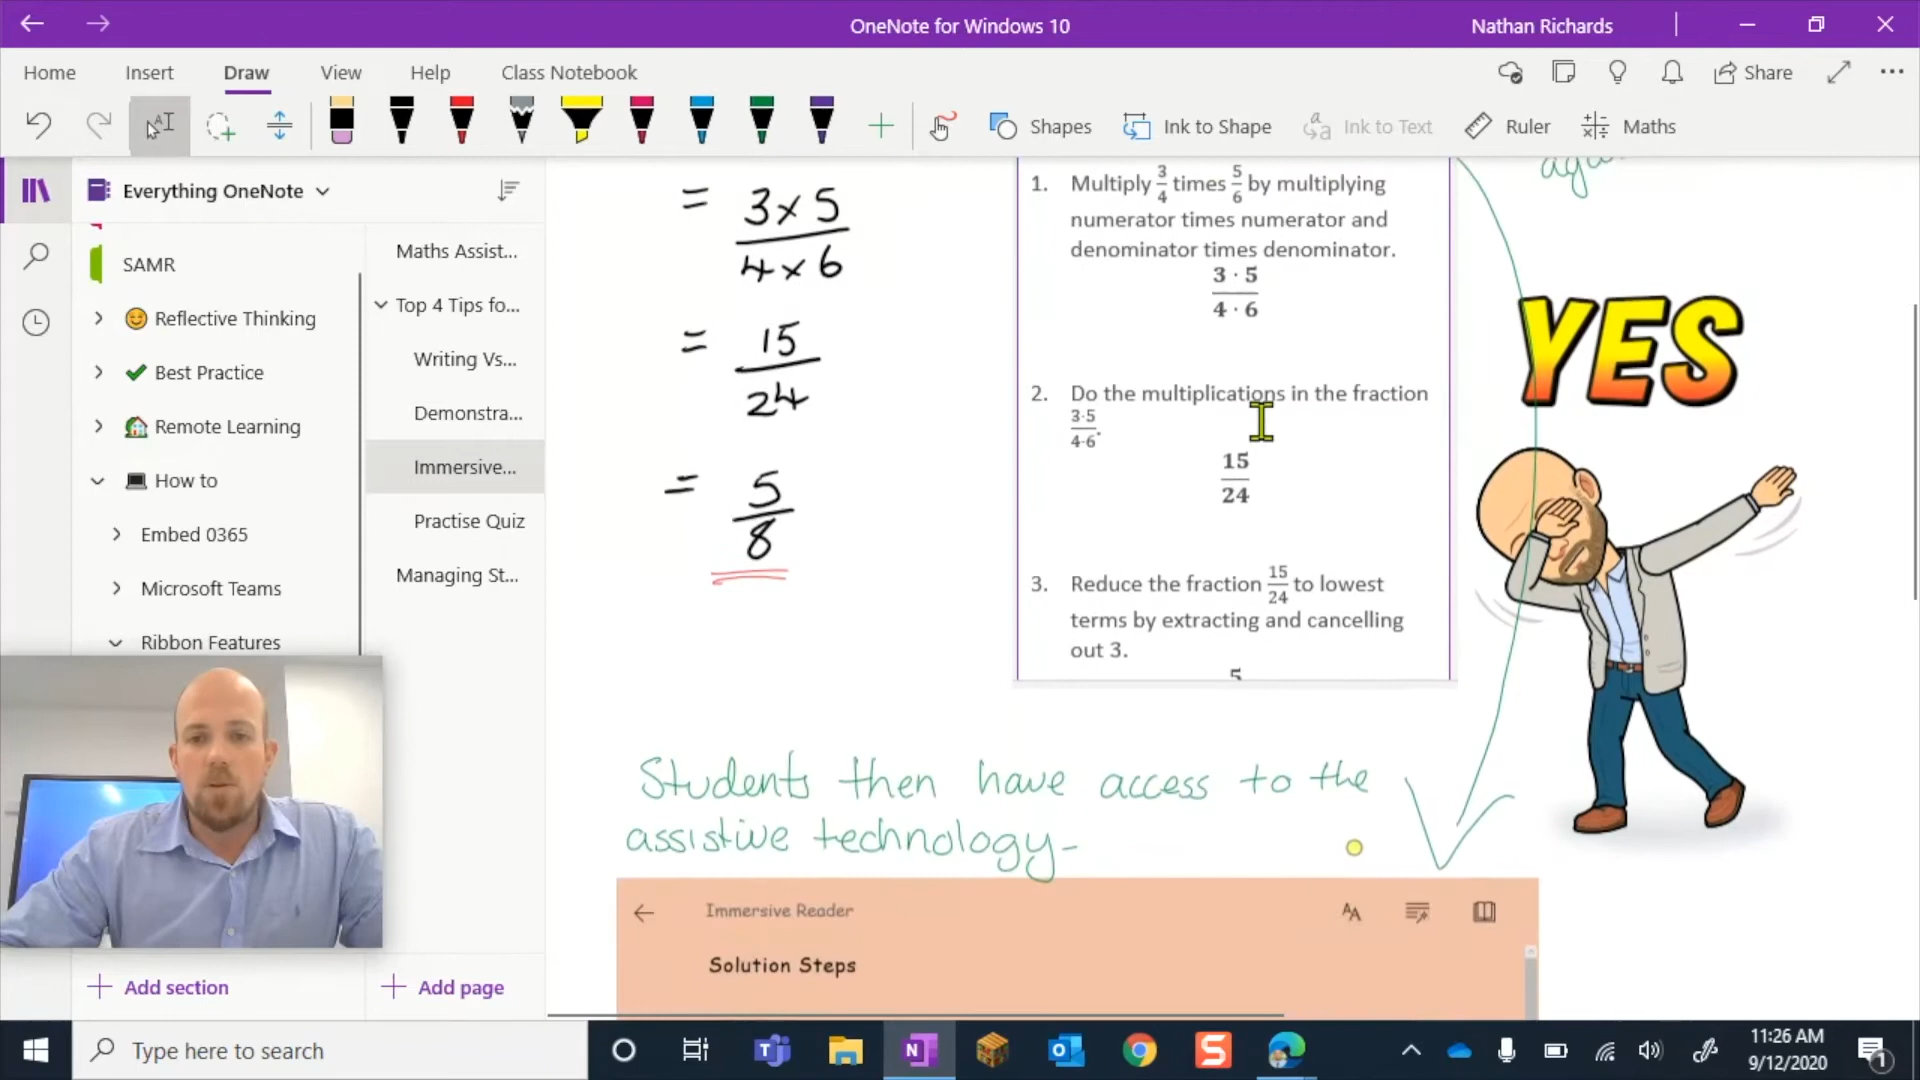 OneNote for Windows 10
Nathan Richards
Home Insert Draw View Help Class Notebook
Share
Shapes Ink to Shape Ink to Text Ruler Maths
Everything OneNote
SAMR
Reflective Thinking
Best Practice
Remote Learning
How to
Embed 0365
Microsoft Teams
Ribbon Features
Add section
Maths Assist...
Top 4 Tips fo...
Writing Vs...
Demonstra...
Immersive...
Practise Quiz
Managing St...
Add page
= 3 x 5
4 x 6
= 15
24
= 5
8
1. Multiply 3/4 times 5/6 by multiplying
numerator times numerator and
denominator times denominator.
3 · 5
4 · 6
2. Do the multiplications in the fraction
3·5
4·6.
15
24
3. Reduce the fraction 15/24 to lowest
terms by extracting and cancelling
out 3.
5
YES
Students then have access to the
assistive technology-
Immersive Reader
Solution Steps
Type here to search
11:26 AM
9/12/2020
1